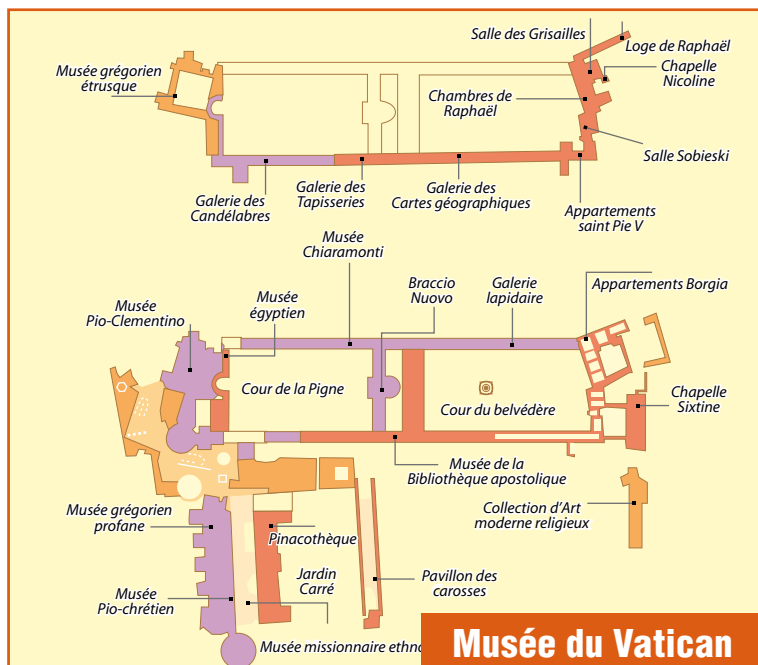 Salle des Grisailles
Loge de Raphaël
Musée grégorien
étrusque
Chapelle
Nicoline
Chambres de
Raphaël
Salle Sobieski
Galerie des
Candélabres
Galerie des
Tapisseries
Galerie des
Cartes géographiques
Appartements
saint Pie V
Musée
Chiaramonti
Musée
Pio-Clementino
Musée
égyptien
Braccio
Nuovo
Galerie
lapidaire
Appartements Borgia
Cour de la Pigne
Cour du belvédère
Chapelle
Sixtine
Musée de la
Bibliothèque apostolique
Musée grégorien
profane
Pinacothèque
Collection d'Art
moderne religieux
Jardin
Carré
Pavillon des
carosses
Musée
Pio-chrétien
Musée missionnaire ethno
Musée du Vatican